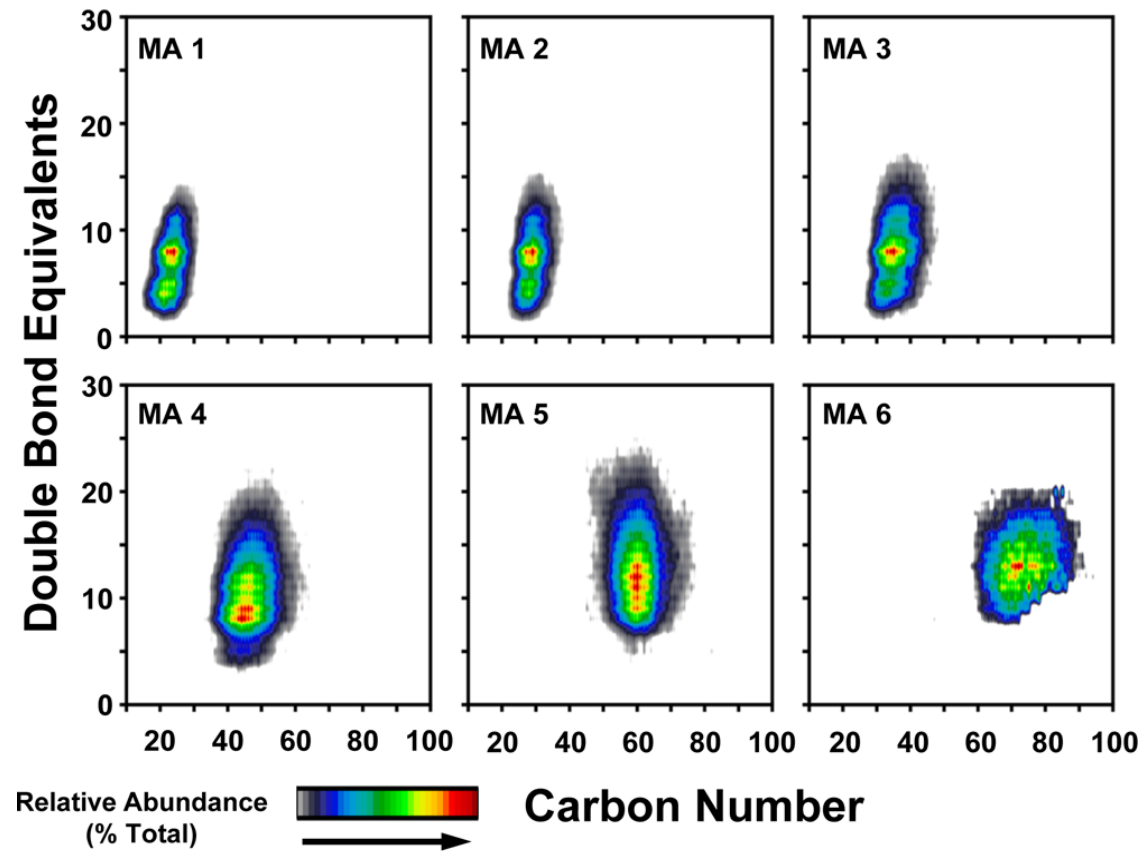 Double Bond Equivalents
30
20
10
0
MA 1
MA 2
MA 3
30
20
10
0
MA 4
MA 5
MA 6
20 40 60 80 100
20 40 60 80 100
20 40 60 80 100
Relative Abundance
(% Total)
Carbon Number